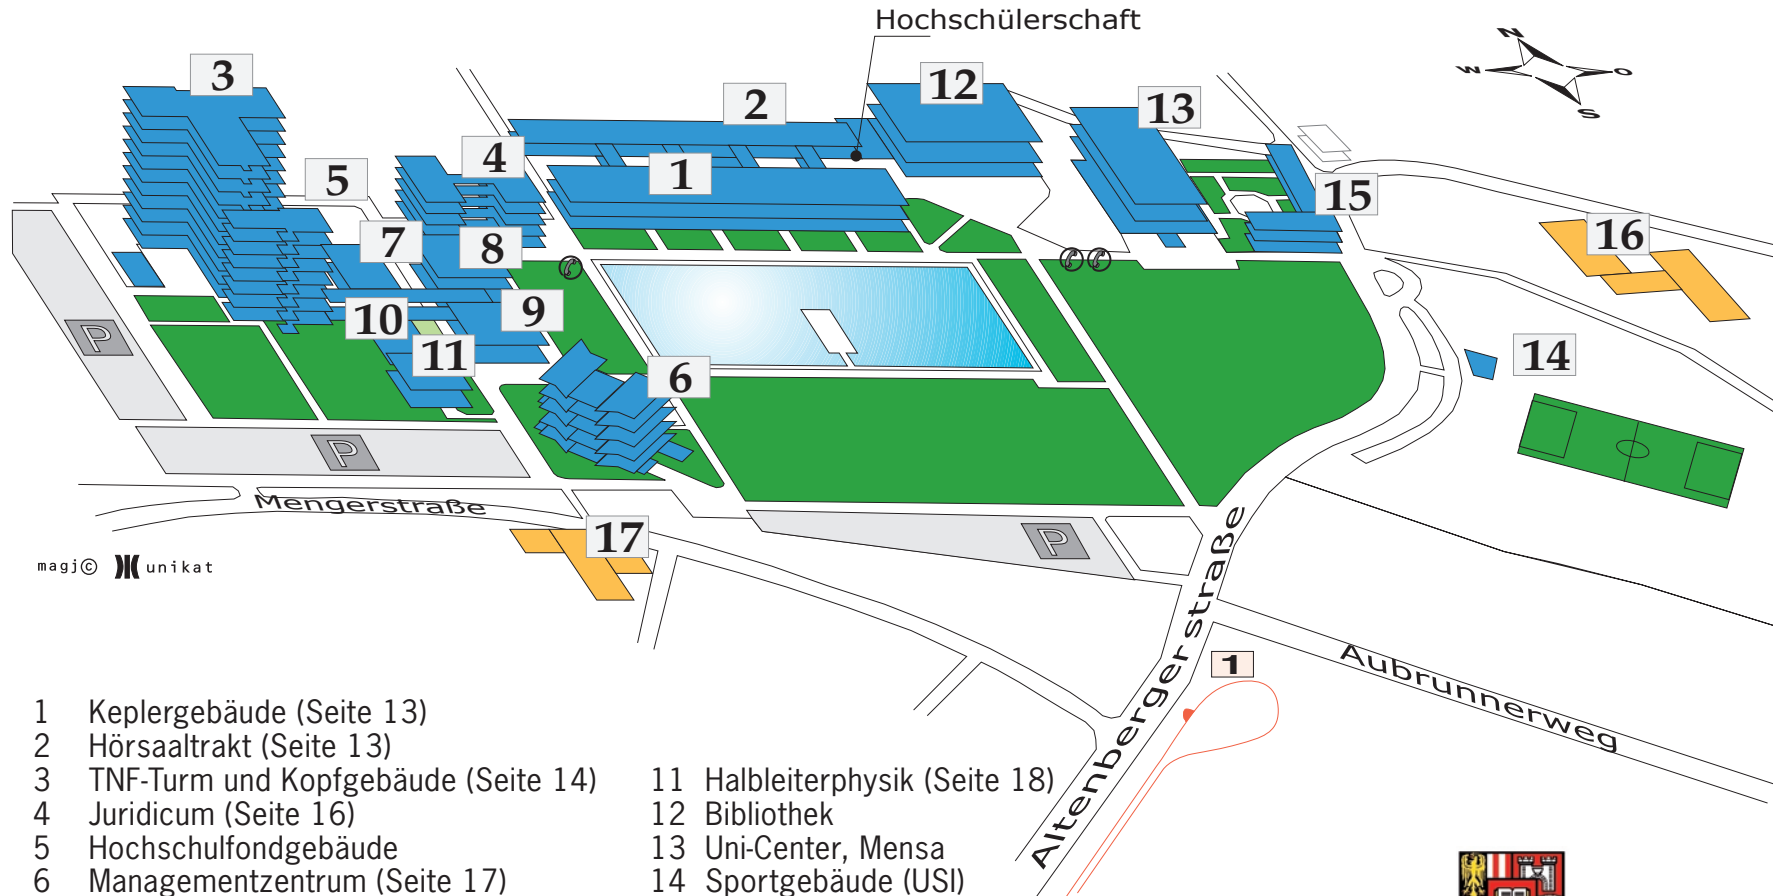 Hochschülerschaft
N
W
O
S
3
2
12
13
4
1
5
15
7
8
16
10
9
11
6
14
P
P
P
Mengerstraße
17
magj© unikat
Altenbergerstraße
Aubrunnerweg
1
1 Keplergebäude (Seite 13)
2 Hörsaaltrakt (Seite 13)
3 TNF-Turm und Kopfgebäude (Seite 14)
4 Juridicum (Seite 16)
5 Hochschulfondgebäude
6 Managementzentrum (Seite 17)
11 Halbleiterphysik (Seite 18)
12 Bibliothek
13 Uni-Center, Mensa
14 Sportgebäude (USI)